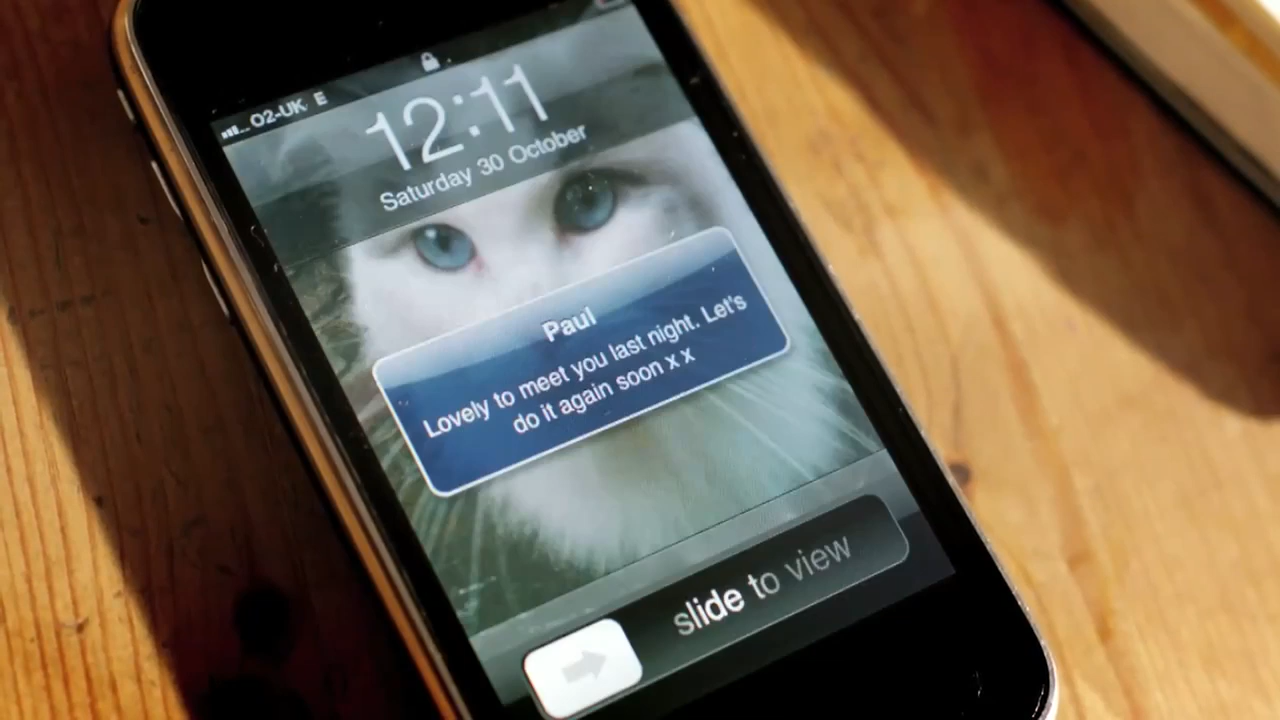 O2-UK E
12:11
Saturday 30 October
Paul
Lovely to meet you last night. Let's
do it again soon x x
slide to view